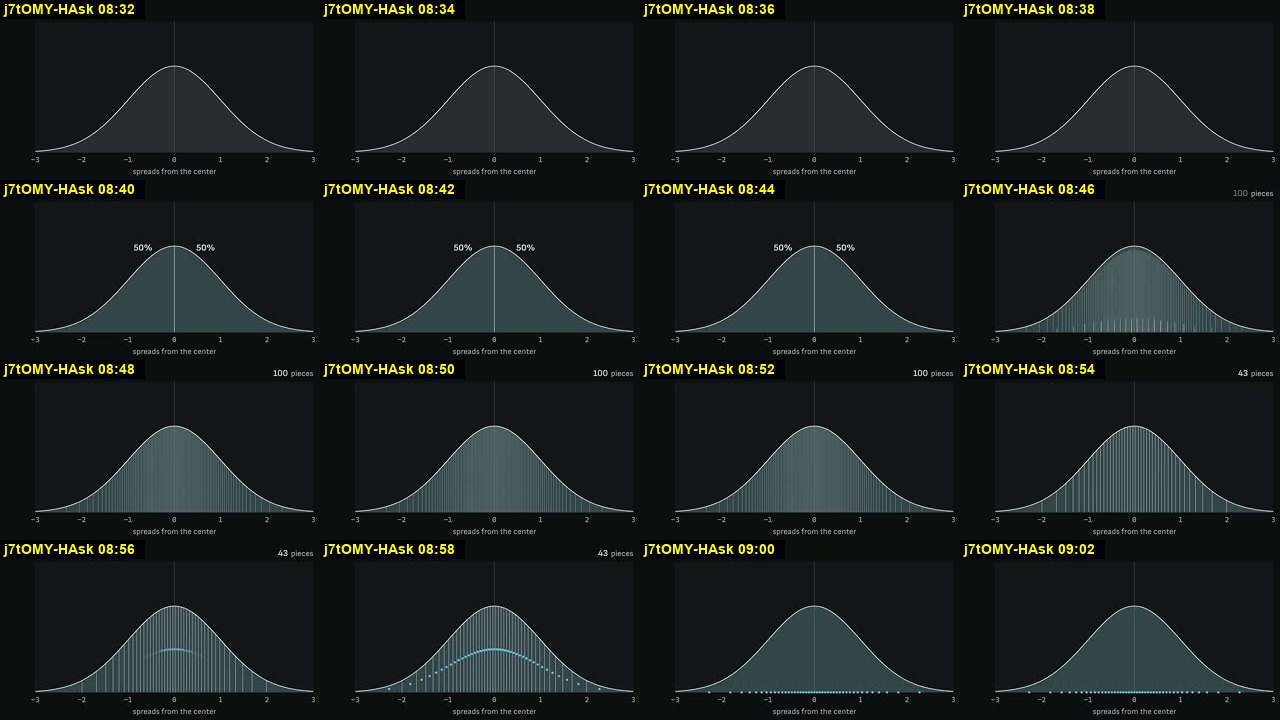 j7tOMY-HAsk 08:32
j7tOMY-HAsk 08:34
j7tOMY-HAsk 08:36
j7tOMY-HAsk 08:38
−3 −2 −1 0 1 2 3
spreads from the center
−3 −2 −1 0 1 2 3
spreads from the center
−3 −2 −1 0 1 2 3
spreads from the center
−3 −2 −1 0 1 2 3
spreads from the center
j7tOMY-HAsk 08:40
50% 50%
−3 −2 −1 0 1 2 3
spreads from the center
j7tOMY-HAsk 08:42
50% 50%
−3 −2 −1 0 1 2 3
spreads from the center
j7tOMY-HAsk 08:44
50% 50%
−3 −2 −1 0 1 2 3
spreads from the center
j7tOMY-HAsk 08:46
100 pieces
−3 −2 −1 0 1 2 3
spreads from the center
j7tOMY-HAsk 08:48
100 pieces
−3 −2 −1 0 1 2 3
spreads from the center
j7tOMY-HAsk 08:50
100 pieces
−3 −2 −1 0 1 2 3
spreads from the center
j7tOMY-HAsk 08:52
100 pieces
−3 −2 −1 0 1 2 3
spreads from the center
j7tOMY-HAsk 08:54
43 pieces
−3 −2 −1 0 1 2 3
spreads from the center
j7tOMY-HAsk 08:56
43 pieces
−3 −2 −1 0 1 2 3
spreads from the center
j7tOMY-HAsk 08:58
43 pieces
−3 −2 −1 0 1 2 3
spreads from the center
j7tOMY-HAsk 09:00
−3 −2 −1 0 1 2 3
spreads from the center
j7tOMY-HAsk 09:02
−3 −2 −1 0 1 2 3
spreads from the center